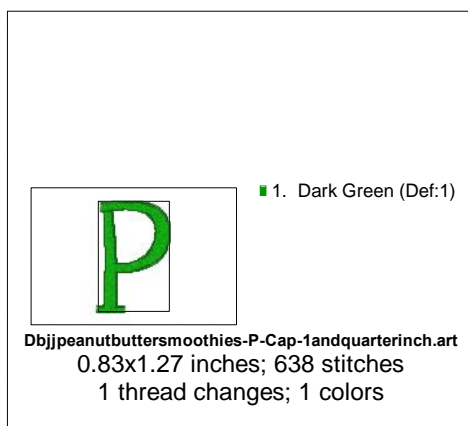 1. Dark Green (Def:1)
P
Dbjjpeanutbuttersmoothies-P-Cap-1andquarterinch.art
0.83x1.27 inches; 638 stitches
1 thread changes; 1 colors